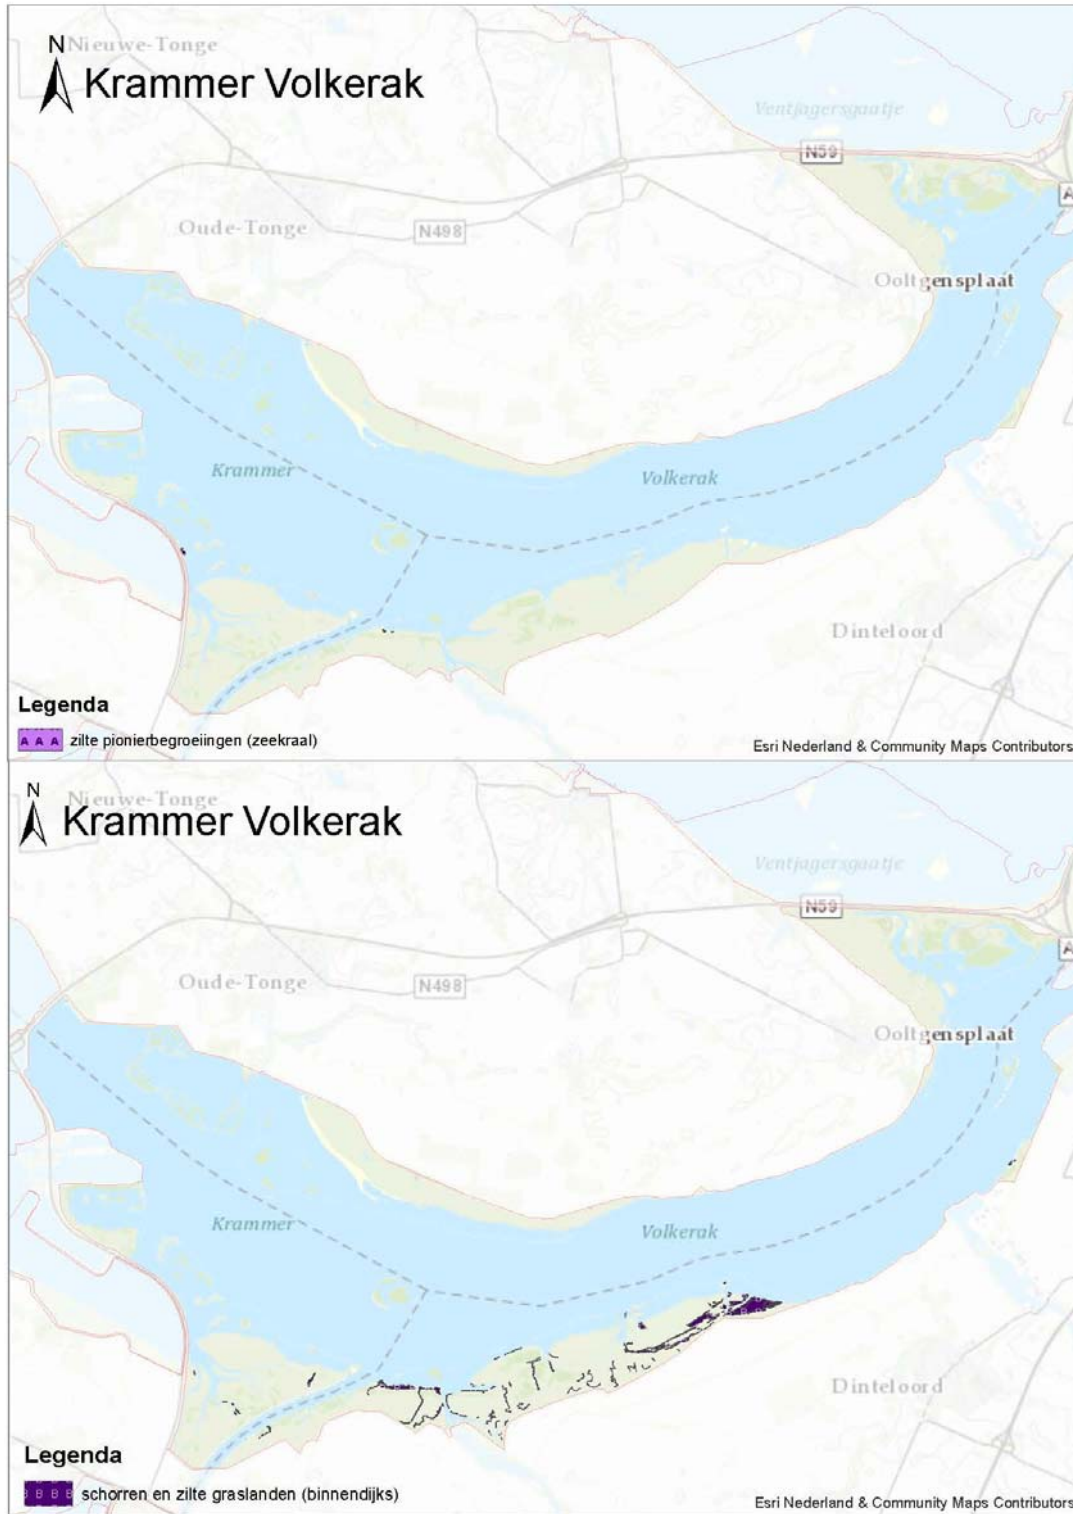 N
Nieuwe-Tonge
Krammer Volkerak
Ventjagersgaatje
N59
A
Oude-Tonge
N498
Ooltgensplaat
Krammer
Volkerak
Dinteloord
Legenda
A A A zilte pionierbegroeiingen (zeekraal)
Esri Nederland & Community Maps Contributors
N
Nieuwe-Tonge
Krammer Volkerak
Ventjagersgaatje
N59
A
Oude-Tonge
N498
Ooltgensplaat
Krammer
Volkerak
Dinteloord
Legenda
B B B B schorren en zilte graslanden (binnendijks)
Esri Nederland & Community Maps Contributors